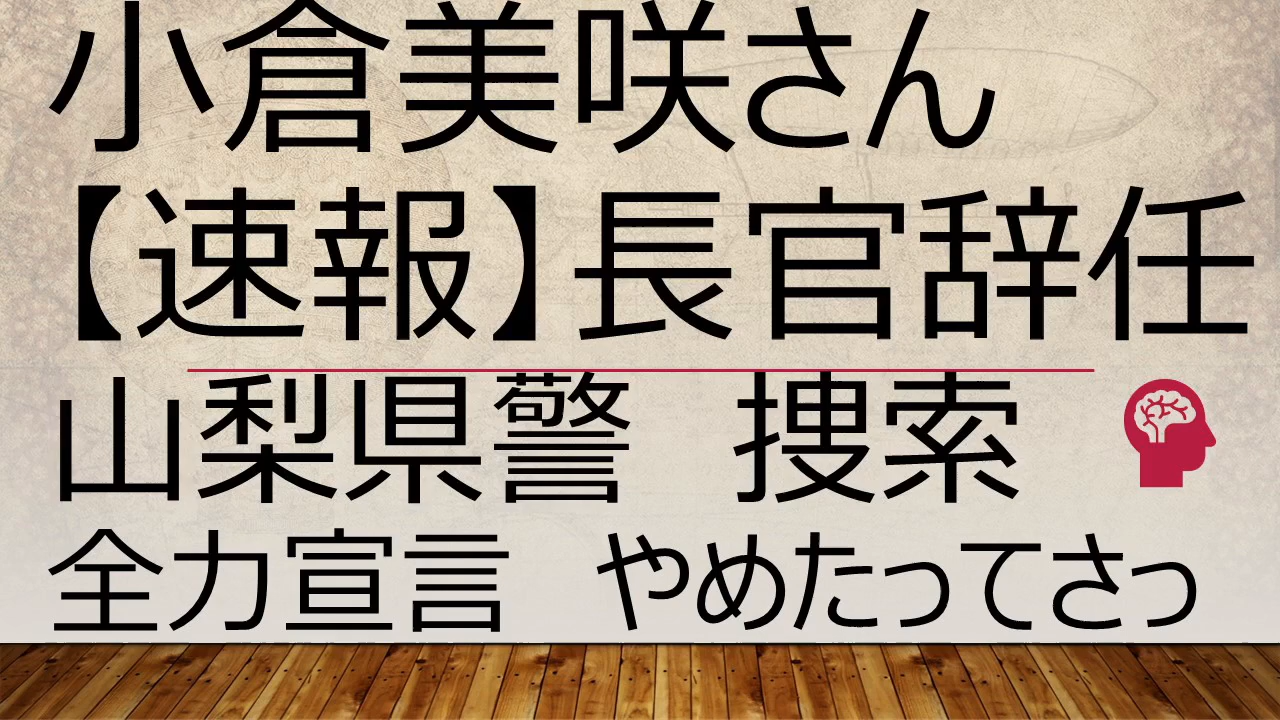 小倉美咲さん
【速報】長官辞任
山梨県警　捜索
全力宣言　やめたってさっ